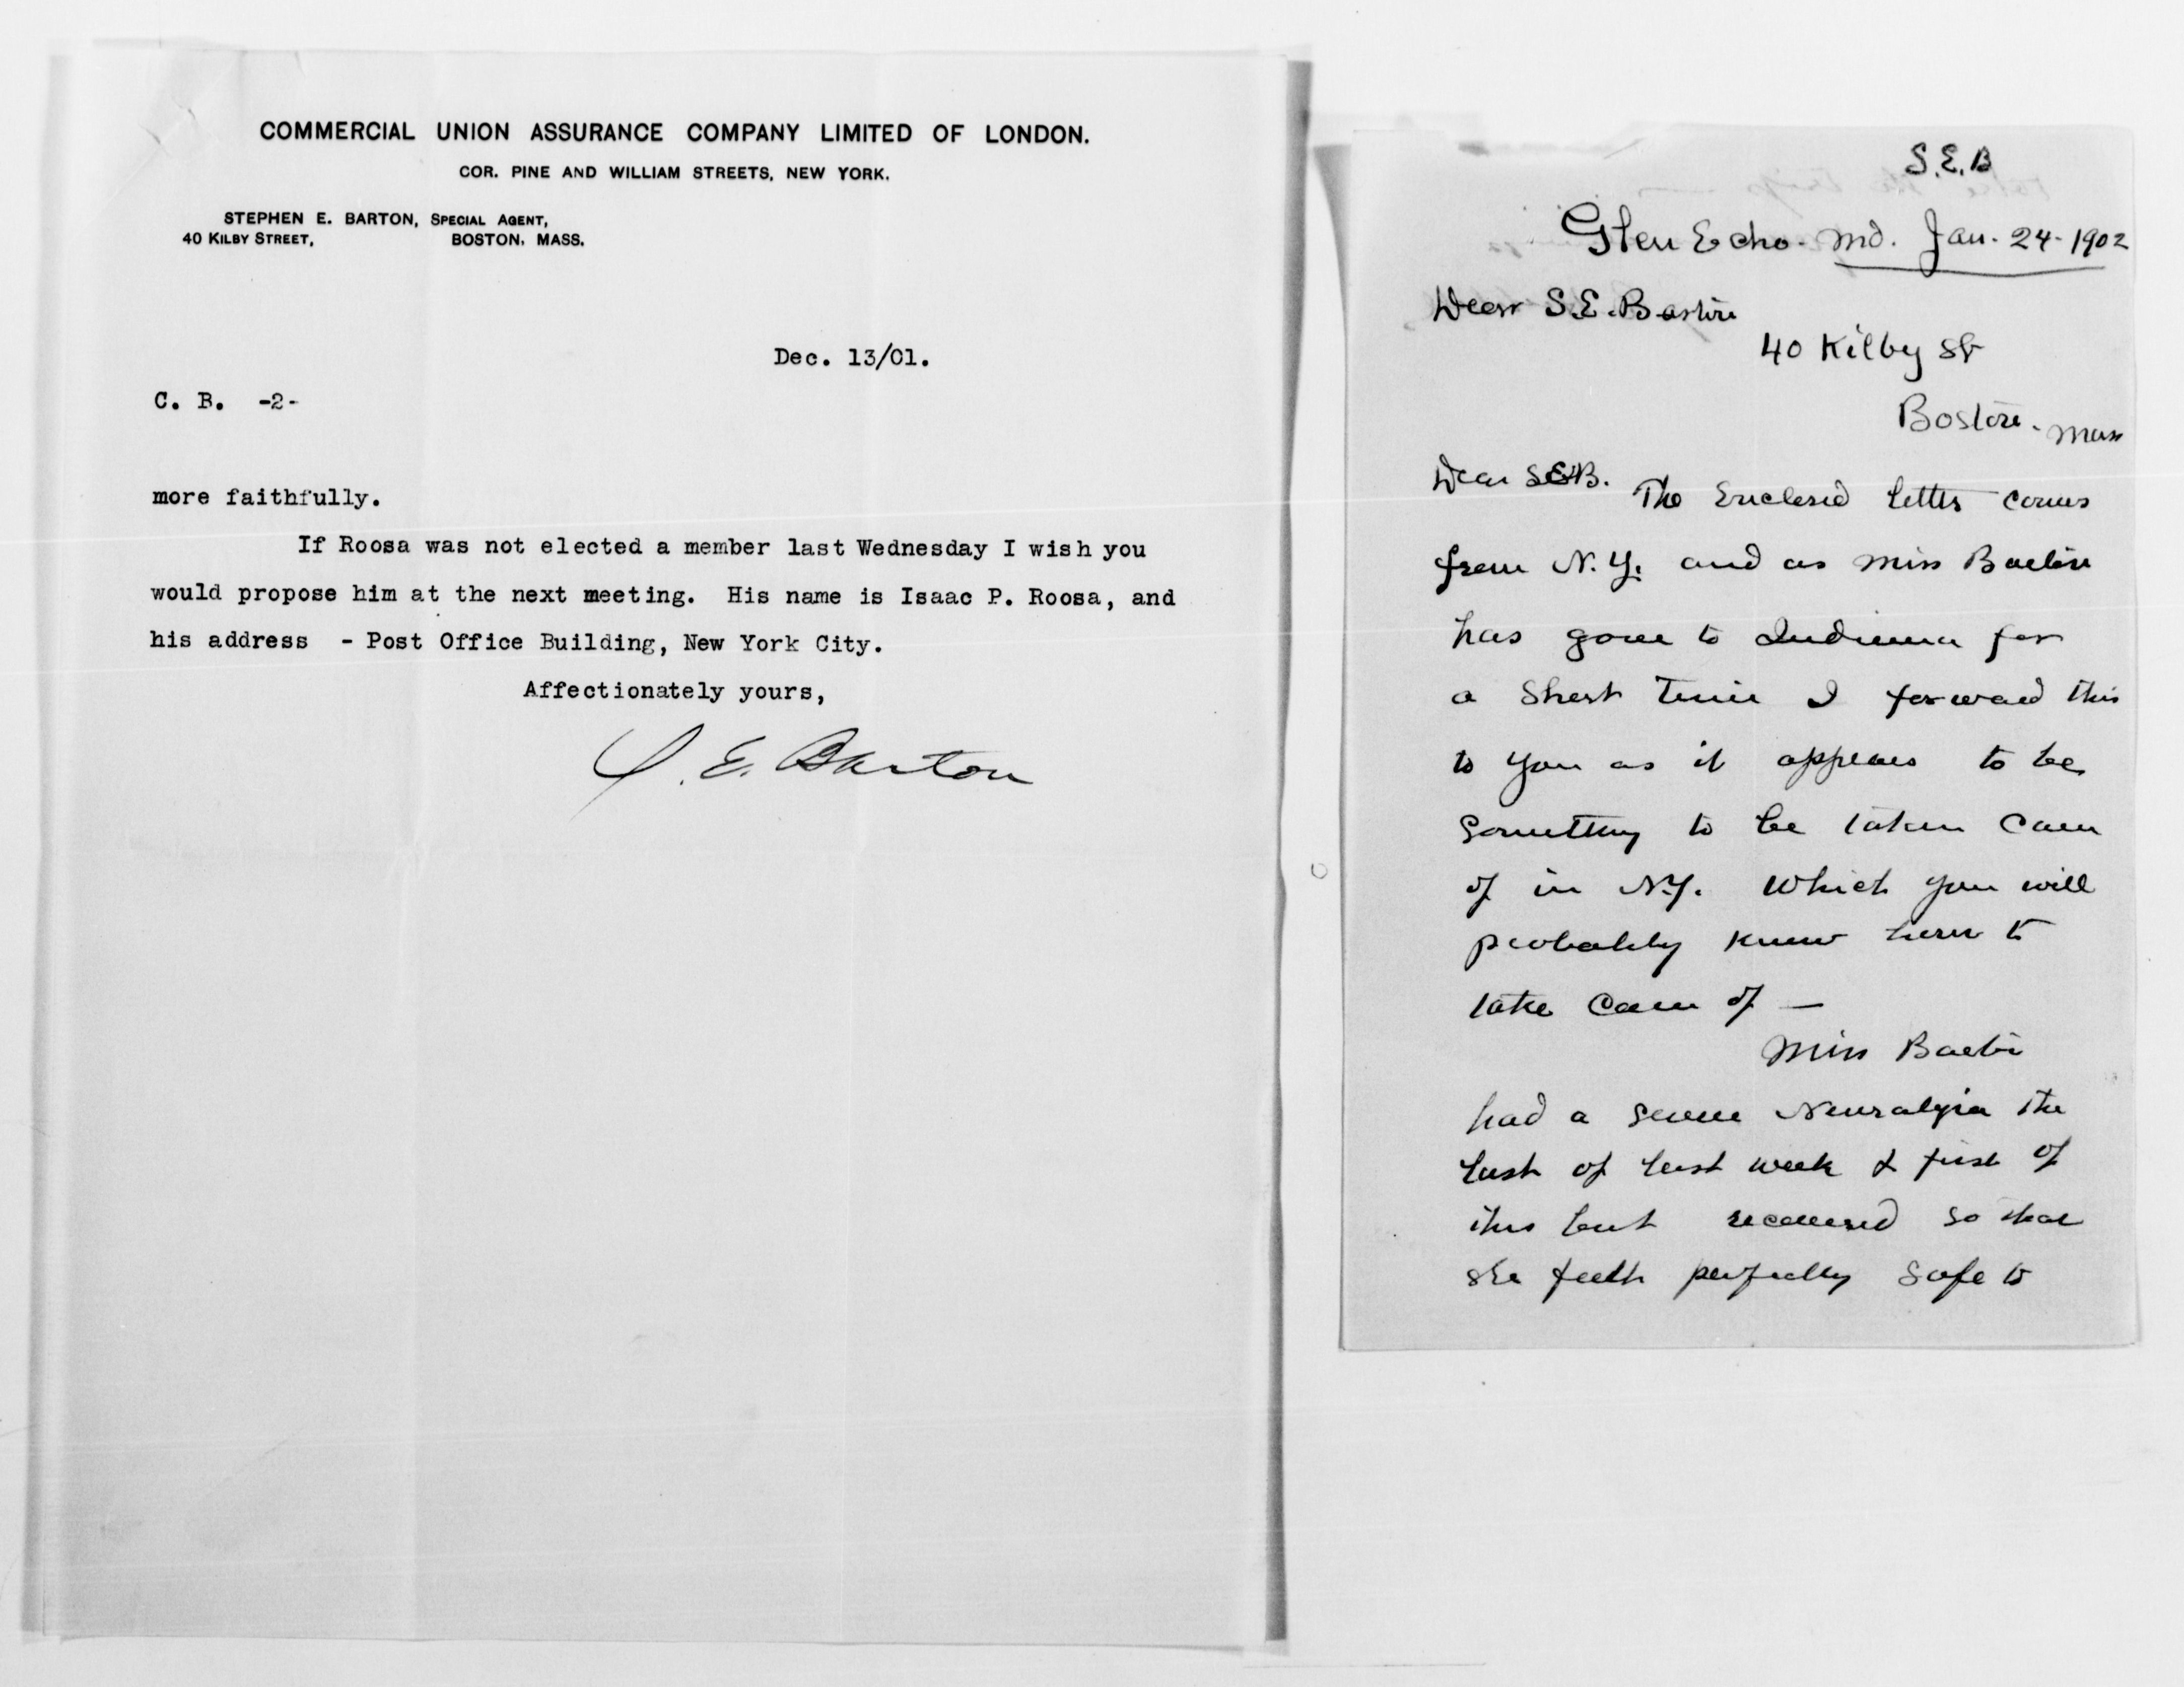 COMMERCIAL UNION ASSURANCE COMPANY LIMITED OF LONDON.
COR. PINE AND WILLIAM STREETS, NEW YORK.
STEPHEN E. BARTON, SPECIAL AGENT,
40 KILBY STREET, BOSTON, MASS.
Dec. 13/01.
C. B. -2-
more faithfully.
If Roosa was not elected a member last Wednesday I wish you
would propose him at the next meeting. His name is Isaac P. Roosa, and
his address - Post Office Building, New York City.
Affectionately yours,
S. E. Barton
S.E.B
Glen Echo. Md. Jan. 24-1902
Dear S.E. Barton
40 Kilby St
Boston. Mass
Dear SEB. The Enclosed letter comes
from N.Y. and as Miss Barton
has gone to Indiana for
a short time I forward this
to you as it appears to be
something to be taken care
of in N.Y. which you will
probably know how to
take care of —
Miss Barton
had a severe Neuralgia the
last of last week & first of
this but recovered so that
she feels perfectly safe to